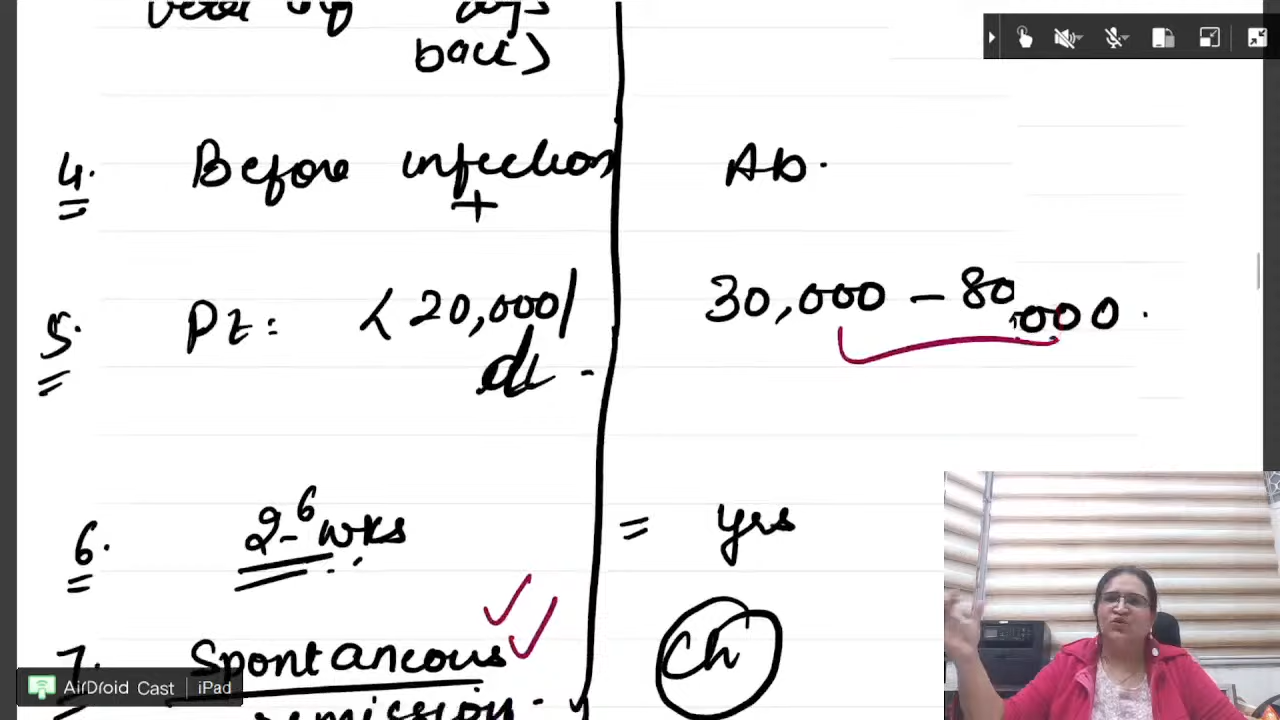 back)
4. Before infection Ab.
+
5. Pt: < 20,000/ 30,000 - 80,000.
dL -
6. 2-6 wks = yrs
7. Spontaneous Ch
remission.
AirDroid Cast | iPad